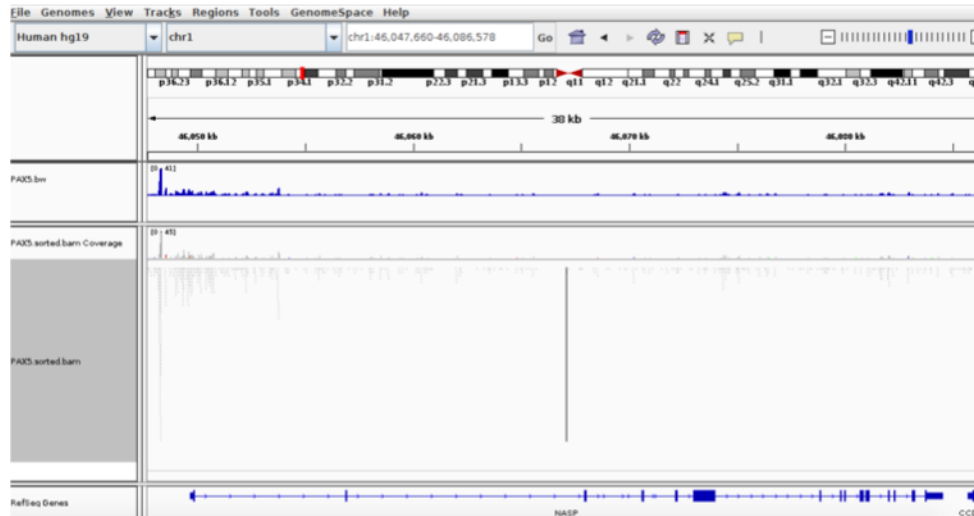 File Genomes View Tracks Regions Tools GenomeSpace Help
Human hg19 chr1 chr1:46,047,660-46,086,578 Go
p36.23 p36.12 p35.1 p34.1 p32.2 p31.2 p22.3 p21.3 p13.3 p12 q11 q12 q21.1 q22 q24.1 q25.2 q31.1 q32.1 q32.3 q42.11 q42.3
38 kb
46,050 kb 46,060 kb 46,070 kb 46,080 kb
[0 - 41]
PAX5.bw
[0 - 45]
PAX5.sorted.bam Coverage
PAX5.sorted.bam
RefSeq Genes
NASP